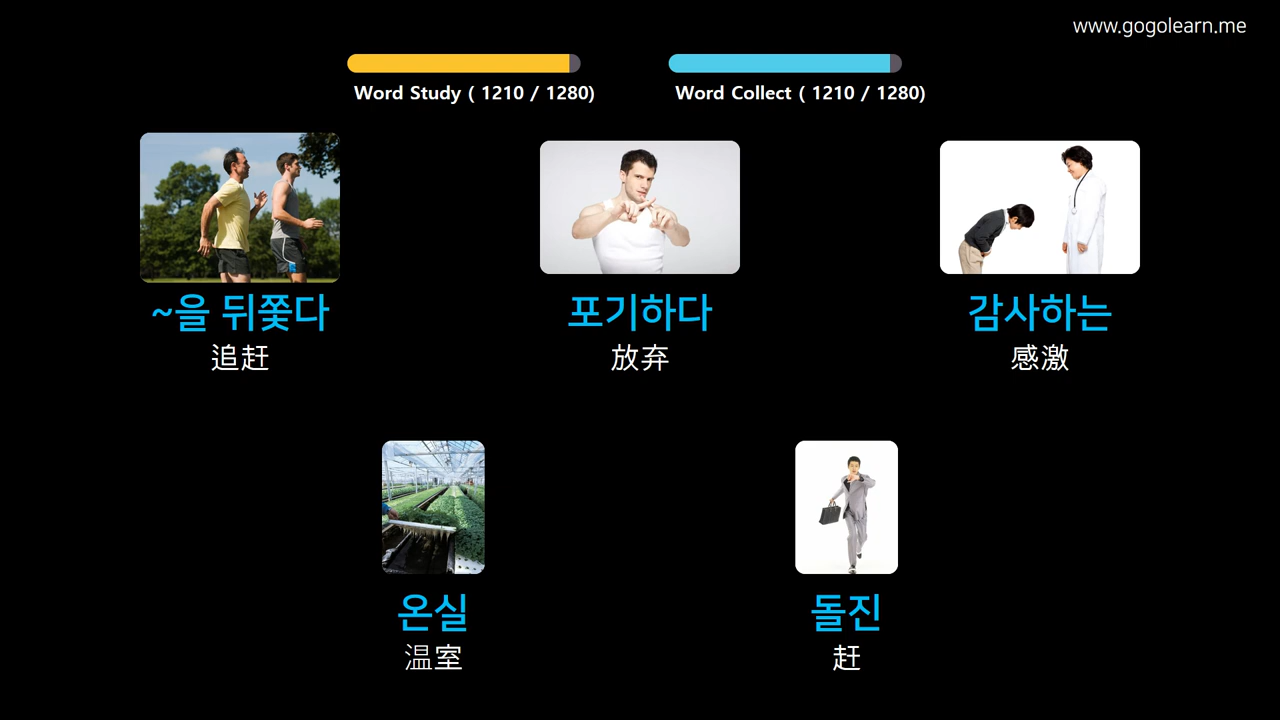 www.gogolearn.me
Word Study ( 1210 / 1280)
Word Collect ( 1210 / 1280)
~을 뒤쫓다
追赶
포기하다
放弃
감사하는
感激
온실
温室
돌진
赶